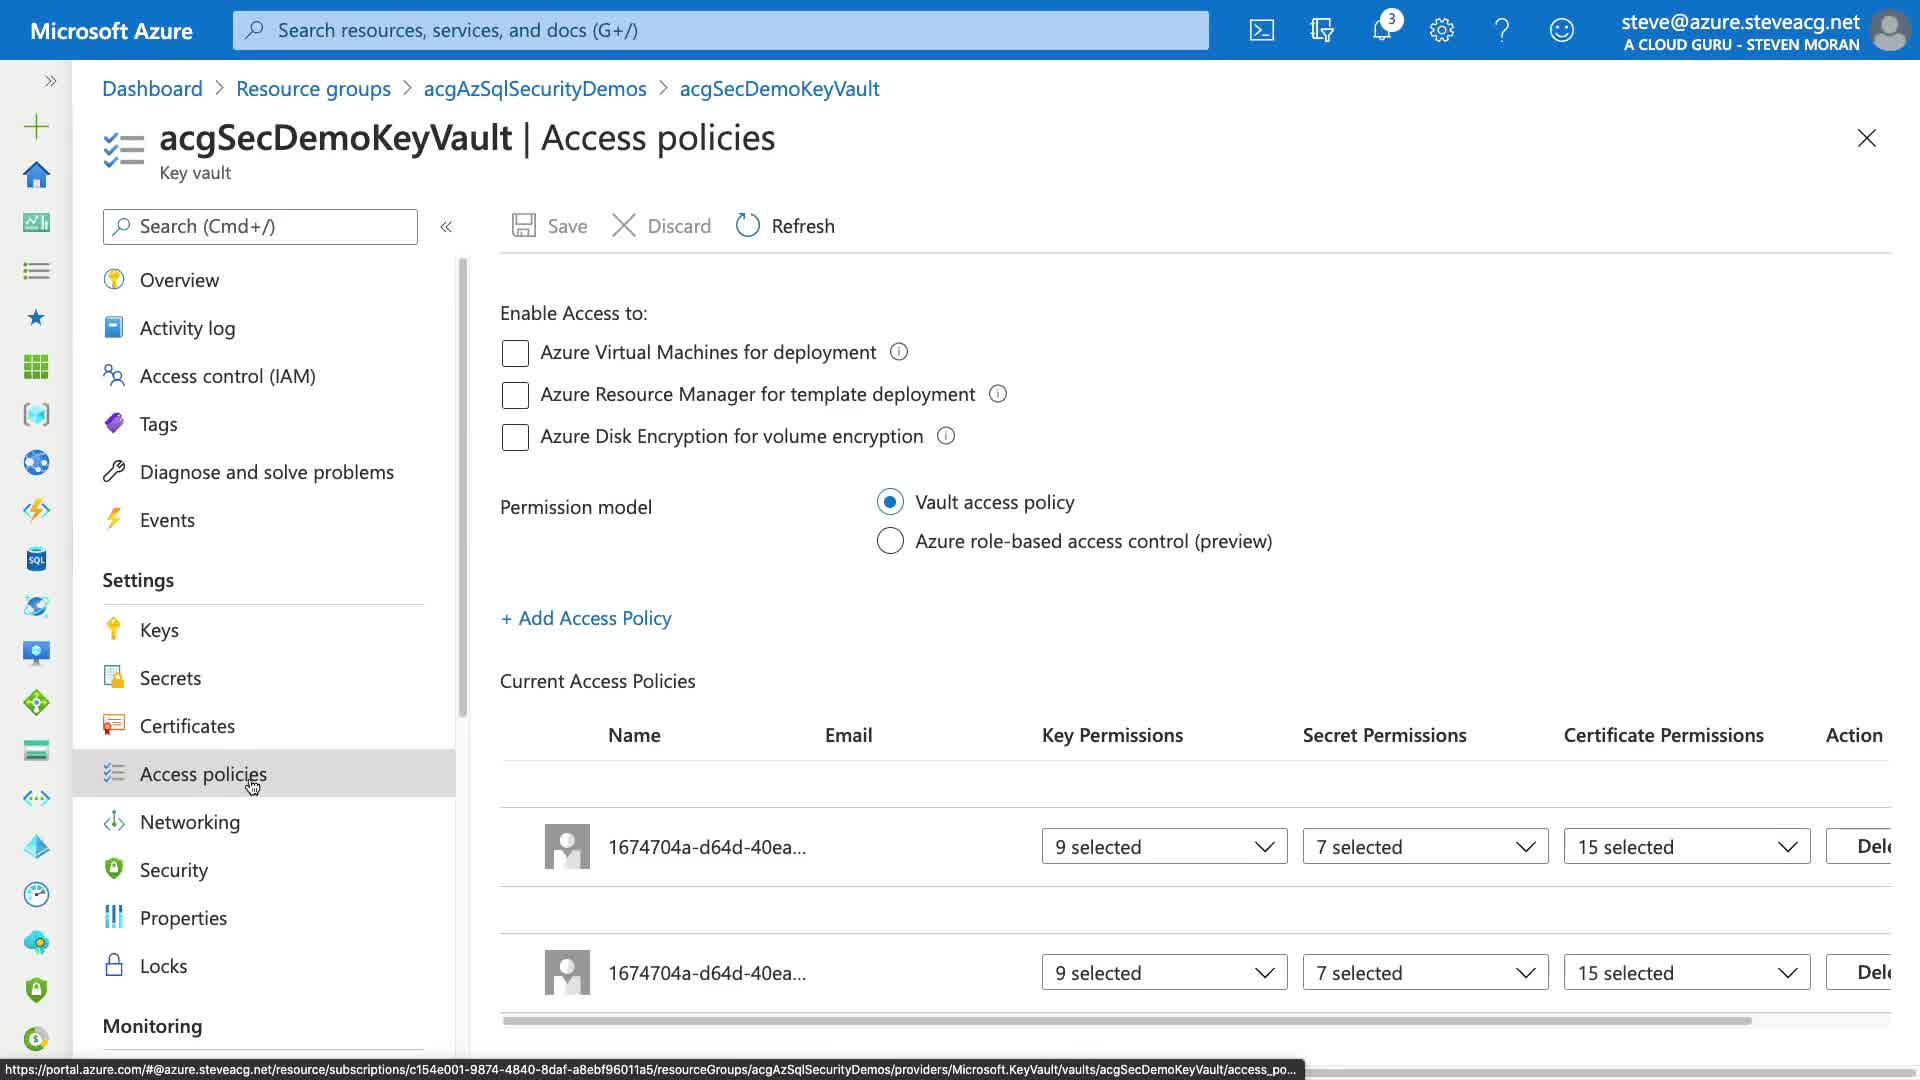 Microsoft Azure
Search resources, services, and docs (G+/)
3
steve@azure.steveacg.net
A CLOUD GURU - STEVEN MORAN
Dashboard > Resource groups > acgAzSqlSecurityDemos > acgSecDemoKeyVault
acgSecDemoKeyVault | Access policies
Key vault
Search (Cmd+/)
Overview
Activity log
Access control (IAM)
Tags
Diagnose and solve problems
Events
Settings
Keys
Secrets
Certificates
Access policies
Networking
Security
Properties
Locks
Monitoring
Save Discard Refresh
Enable Access to:
Azure Virtual Machines for deployment
Azure Resource Manager for template deployment
Azure Disk Encryption for volume encryption
Permission model
Vault access policy
Azure role-based access control (preview)
+ Add Access Policy
Current Access Policies
Name Email Key Permissions Secret Permissions Certificate Permissions Action
1674704a-d64d-40ea... 9 selected 7 selected 15 selected Dele
1674704a-d64d-40ea... 9 selected 7 selected 15 selected Dele
https://portal.azure.com/#@azure.steveacg.net/resource/subscriptions/c154e001-9874-4840-8daf-a8ebf96011a5/resourceGroups/acgAzSqlSecurityDemos/providers/Microsoft.KeyVault/vaults/acgSecDemoKeyVault/access_po...